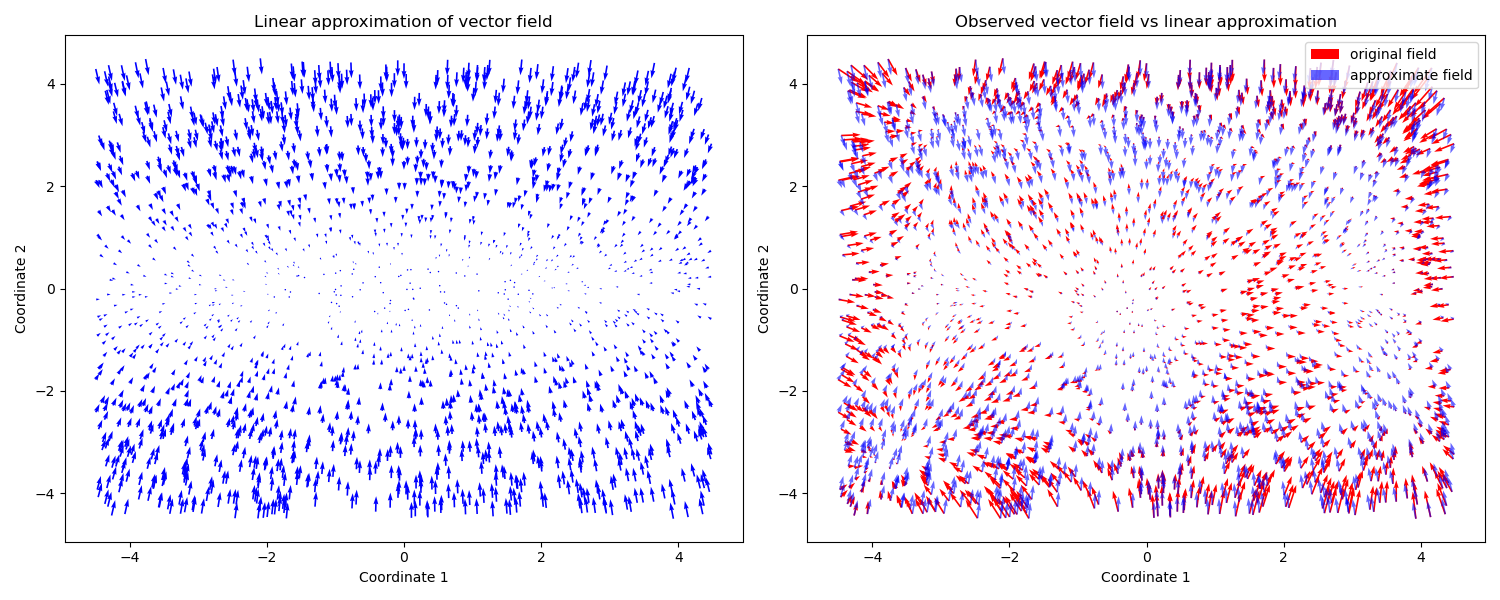 Linear approximation of vector field
4
2
0
−2
−4
Coordinate 2
−4
−2
0
2
4
Coordinate 1
Observed vector field vs linear approximation
original field
approximate field
4
2
0
−2
−4
Coordinate 2
−4
−2
0
2
4
Coordinate 1